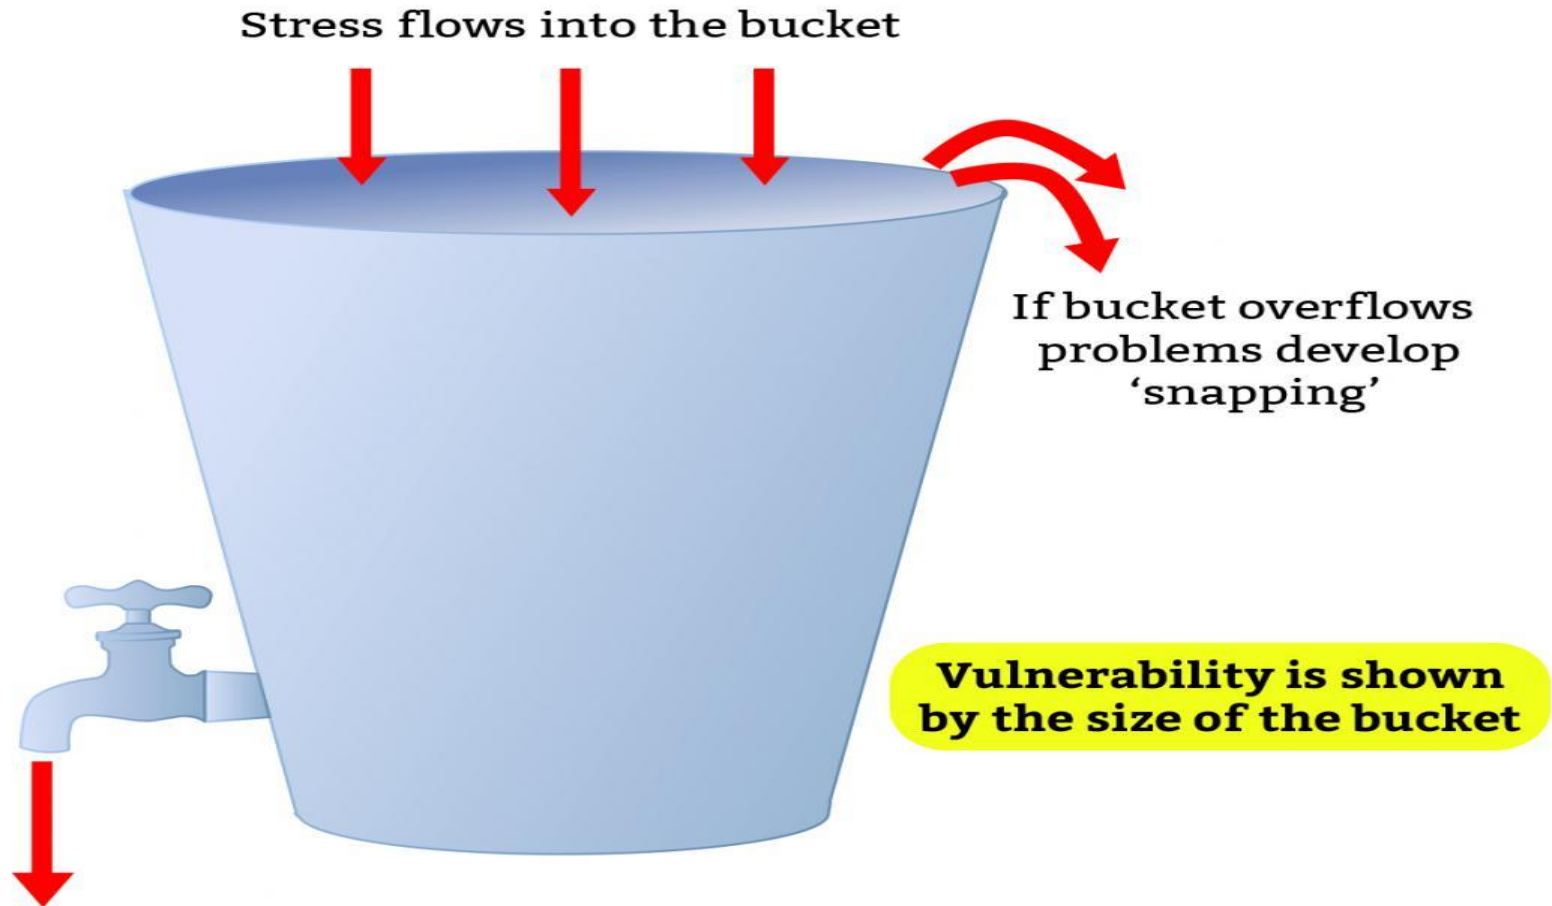 Stress flows into the bucket
If bucket overflows
problems develop
‘snapping’
Vulnerability is shown
by the size of the bucket